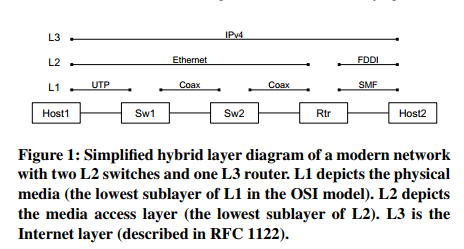 L3
IPv4
L2
Ethernet
FDDI
L1
UTP
Coax
Coax
SMF
Host1
Sw1
Sw2
Rtr
Host2
Figure 1: Simplified hybrid layer diagram of a modern network
with two L2 switches and one L3 router. L1 depicts the physical
media (the lowest sublayer of L1 in the OSI model). L2 depicts
the media access layer (the lowest sublayer of L2). L3 is the
Internet layer (described in RFC 1122).